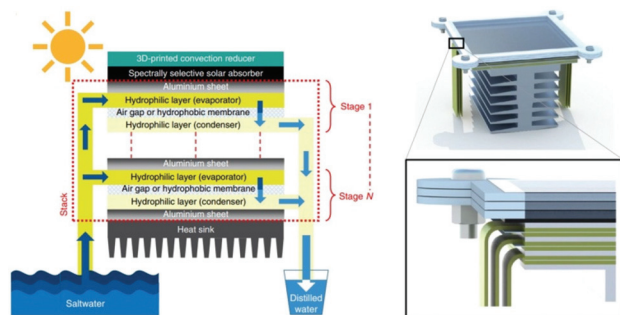 3D-printed convection reducer
Spectrally selective solar absorber
Aluminium sheet
Hydrophilic layer (evaporator)
Air gap or hydrophobic membrane
Hydrophilic layer (condenser)
Stage 1
Aluminium sheet
Hydrophilic layer (evaporator)
Air gap or hydrophobic membrane
Hydrophilic layer (condenser)
Aluminium sheet
Stage N
Stack
Heat sink
Saltwater
Distilled
water